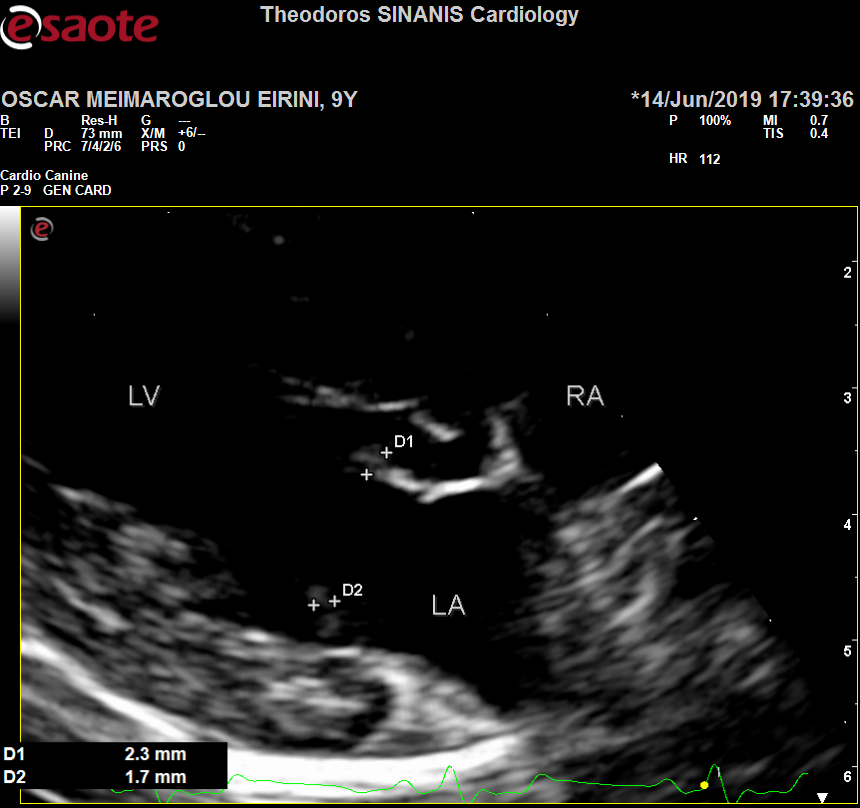 esaote
Theodoros SINANIS Cardiology
OSCAR MEIMAROGLOU EIRINI, 9Y *14/Jun/2019 17:39:36
B Res-H G --- P 100% MI 0.7
TEI D 73 mm X/M +6/-- TIS 0.4
PRC 7/4/2/6 PRS 0
HR 112
Cardio Canine
P 2-9 GEN CARD
e
2
LV RA 3
D1
4
D2
LA
5
D1 2.3 mm
D2 1.7 mm
6